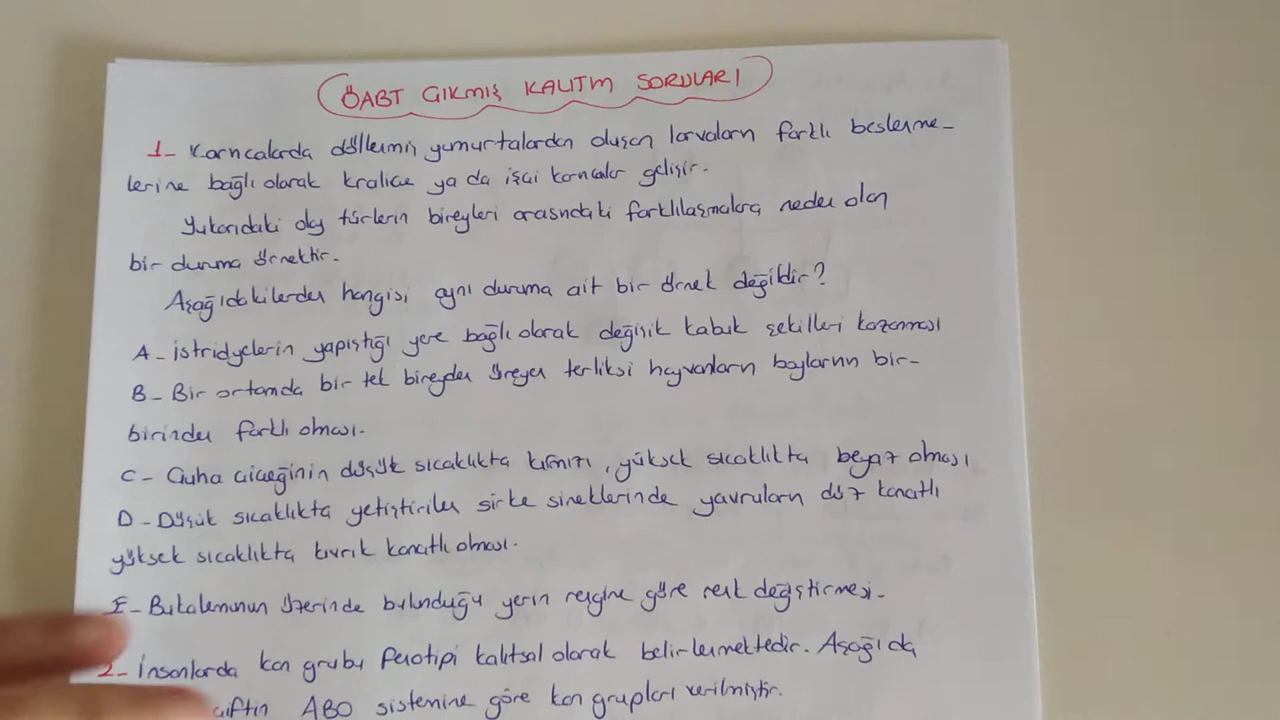 ÖABT ÇIKMIŞ KALITIM SORULARI
1- Karıncalarda döllenmiş yumurtalardan oluşan larvaların farklı beslenme-
lerine bağlı olarak kraliçe ya da işçi karıncalar gelişir.
Yukarıdaki olay türlerin bireyleri arasındaki farklılaşmalara neden olan
bir duruma örnektir.
Aşağıdakilerden hangisi aynı duruma ait bir örnek değildir?
A- istridyelerin yapıştığı yere bağlı olarak değişik kabuk şekilleri kazanması
B- Bir ortamda bir tek bireyden üreyen terliksi hayvanların boylarının bir-
birinden farklı olması.
C- Çuha çiçeğinin düşük sıcaklıkta kırmızı, yüksek sıcaklıkta beyaz olması
D- Düşük sıcaklıkta yetiştirilen sirke sineklerinde yavruların düz kanatlı
yüksek sıcaklıkta kıvrık kanatlı olması.
E- Bukalemunun üzerinde bulunduğu yerin rengine göre renk değiştirmesi.
2- İnsanlarda kan grubu fenotipi kalıtsal olarak belirlenmektedir. Aşağıda
çiftin ABO sistemine göre kan grupları verilmiştir.